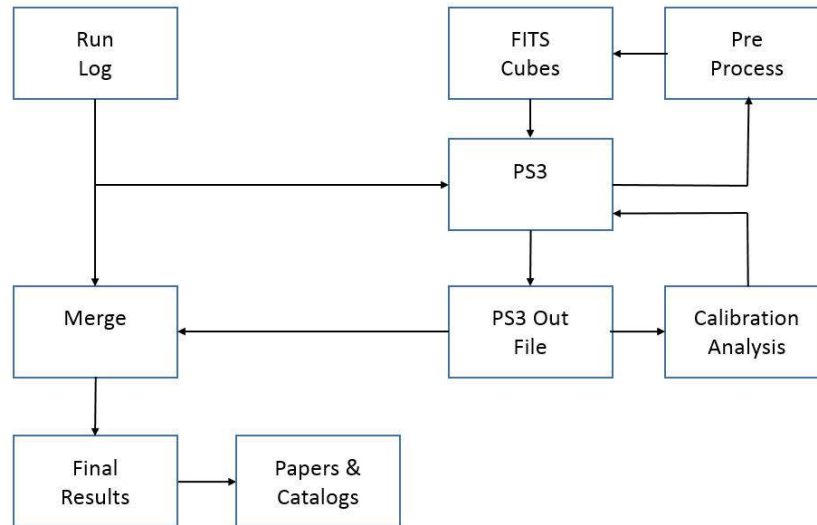 Run
Log
FITS
Cubes
Pre
Process
PS3
Merge
PS3 Out
File
Calibration
Analysis
Final
Results
Papers &
Catalogs